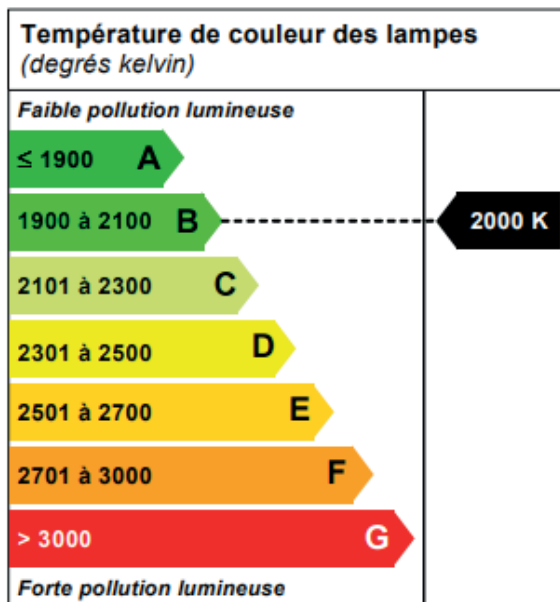 Température de couleur des lampes
(degrés kelvin)
Faible pollution lumineuse
≤ 1900 A
1900 à 2100 B 2000 K
2101 à 2300 C
2301 à 2500 D
2501 à 2700 E
2701 à 3000 F
> 3000 G
Forte pollution lumineuse